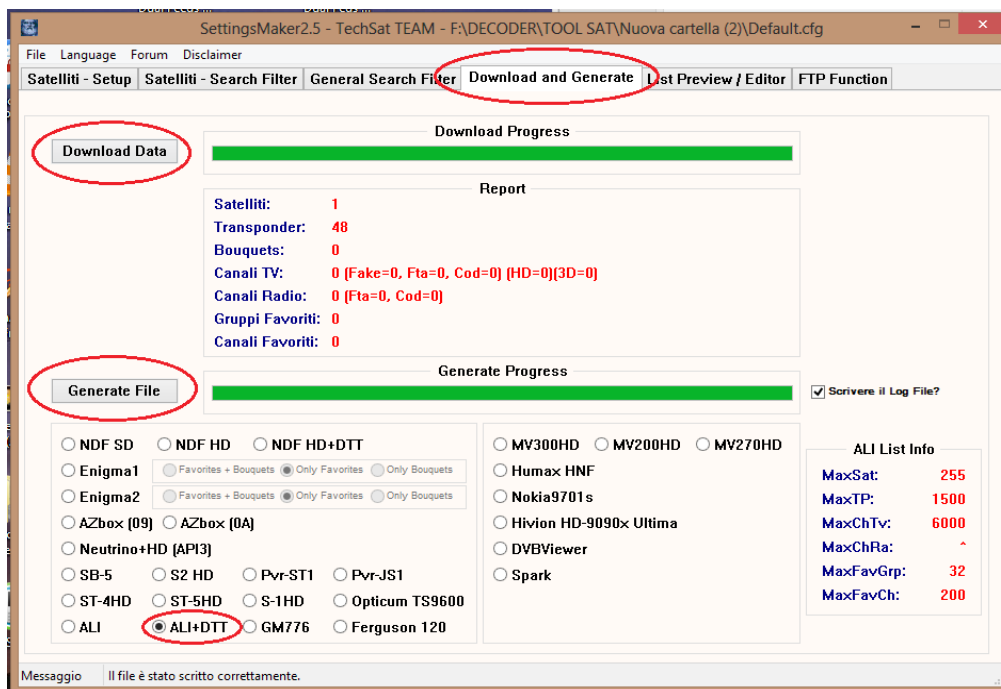 SettingsMaker2.5 - TechSat TEAM - F:\DECODER\TOOL SAT\Nuova cartella (2)\Default.cfg
File Language Forum Disclaimer
Satelliti - Setup Satelliti - Search Filter General Search Filter Download and Generate List Preview / Editor FTP Function
Download Progress
Download Data
Report
Satelliti: 1
Transponder: 48
Bouquets: 0
Canali TV: 0 (Fake=0, Fta=0, Cod=0) (HD=0)(3D=0)
Canali Radio: 0 (Fta=0, Cod=0)
Gruppi Favoriti: 0
Canali Favoriti: 0
Generate Progress
Generate File
Scrivere il Log File?
NDF SD NDF HD NDF HD+DTT
Enigma1 Favorites + Bouquets Only Favorites Only Bouquets
Enigma2 Favorites + Bouquets Only Favorites Only Bouquets
AZbox (09) AZbox (0A)
Neutrino+HD (API3)
SB-5 S2 HD Pvr-ST1 Pvr-JS1
ST-4HD ST-5HD S-1HD Opticum TS9600
ALI ALI+DTT GM776 Ferguson 120
MV300HD MV200HD MV270HD
Humax HNF
Nokia9701s
Hivion HD-9090x Ultima
DVBViewer
Spark
ALI List Info
MaxSat: 255
MaxTP: 1500
MaxChTv: 6000
MaxChRa: ^
MaxFavGrp: 32
MaxFavCh: 200
Messaggio Il file è stato scritto correttamente.